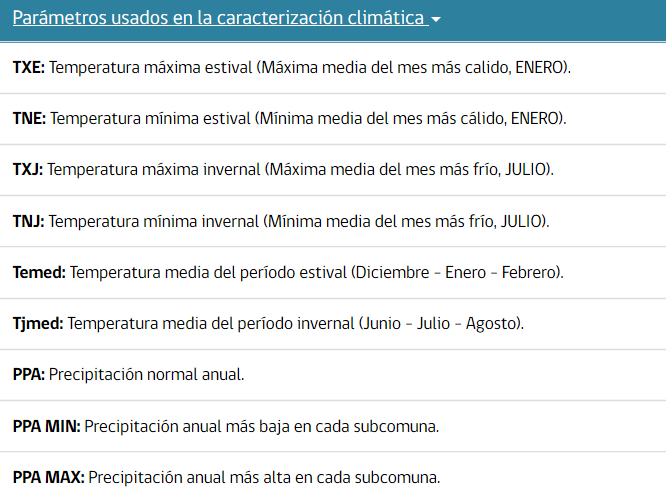 Parámetros usados en la caracterización climática
TXE: Temperatura máxima estival (Máxima media del mes más calido, ENERO).
TNE: Temperatura mínima estival (Mínima media del mes más cálido, ENERO).
TXJ: Temperatura máxima invernal (Máxima media del mes más frío, JULIO).
TNJ: Temperatura mínima invernal (Mínima media del mes más frío, JULIO).
Temed: Temperatura media del período estival (Diciembre - Enero - Febrero).
Tjmed: Temperatura media del período invernal (Junio - Julio - Agosto).
PPA: Precipitación normal anual.
PPA MIN: Precipitación anual más baja en cada subcomuna.
PPA MAX: Precipitación anual más alta en cada subcomuna.